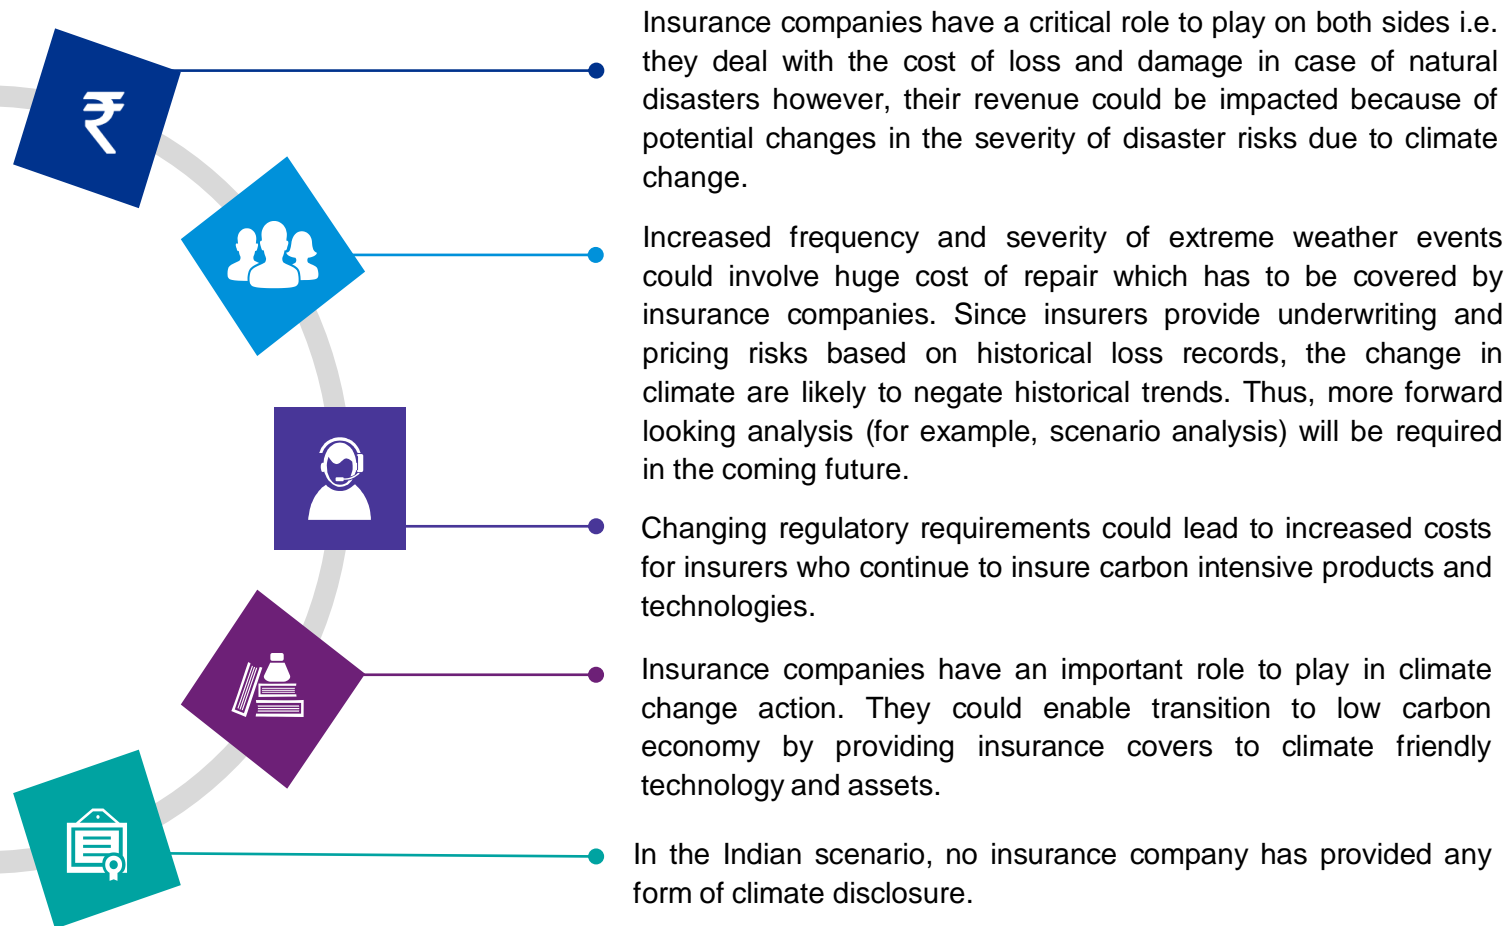 ₹
Insurance companies have a critical role to play on both sides i.e.
they deal with the cost of loss and damage in case of natural
disasters however, their revenue could be impacted because of
potential changes in the severity of disaster risks due to climate
change.
Increased frequency and severity of extreme weather events
could involve huge cost of repair which has to be covered by
insurance companies. Since insurers provide underwriting and
pricing risks based on historical loss records, the change in
climate are likely to negate historical trends. Thus, more forward
looking analysis (for example, scenario analysis) will be required
in the coming future.
Changing regulatory requirements could lead to increased costs
for insurers who continue to insure carbon intensive products and
technologies.
Insurance companies have an important role to play in climate
change action. They could enable transition to low carbon
economy by providing insurance covers to climate friendly
technology and assets.
In the Indian scenario, no insurance company has provided any
form of climate disclosure.